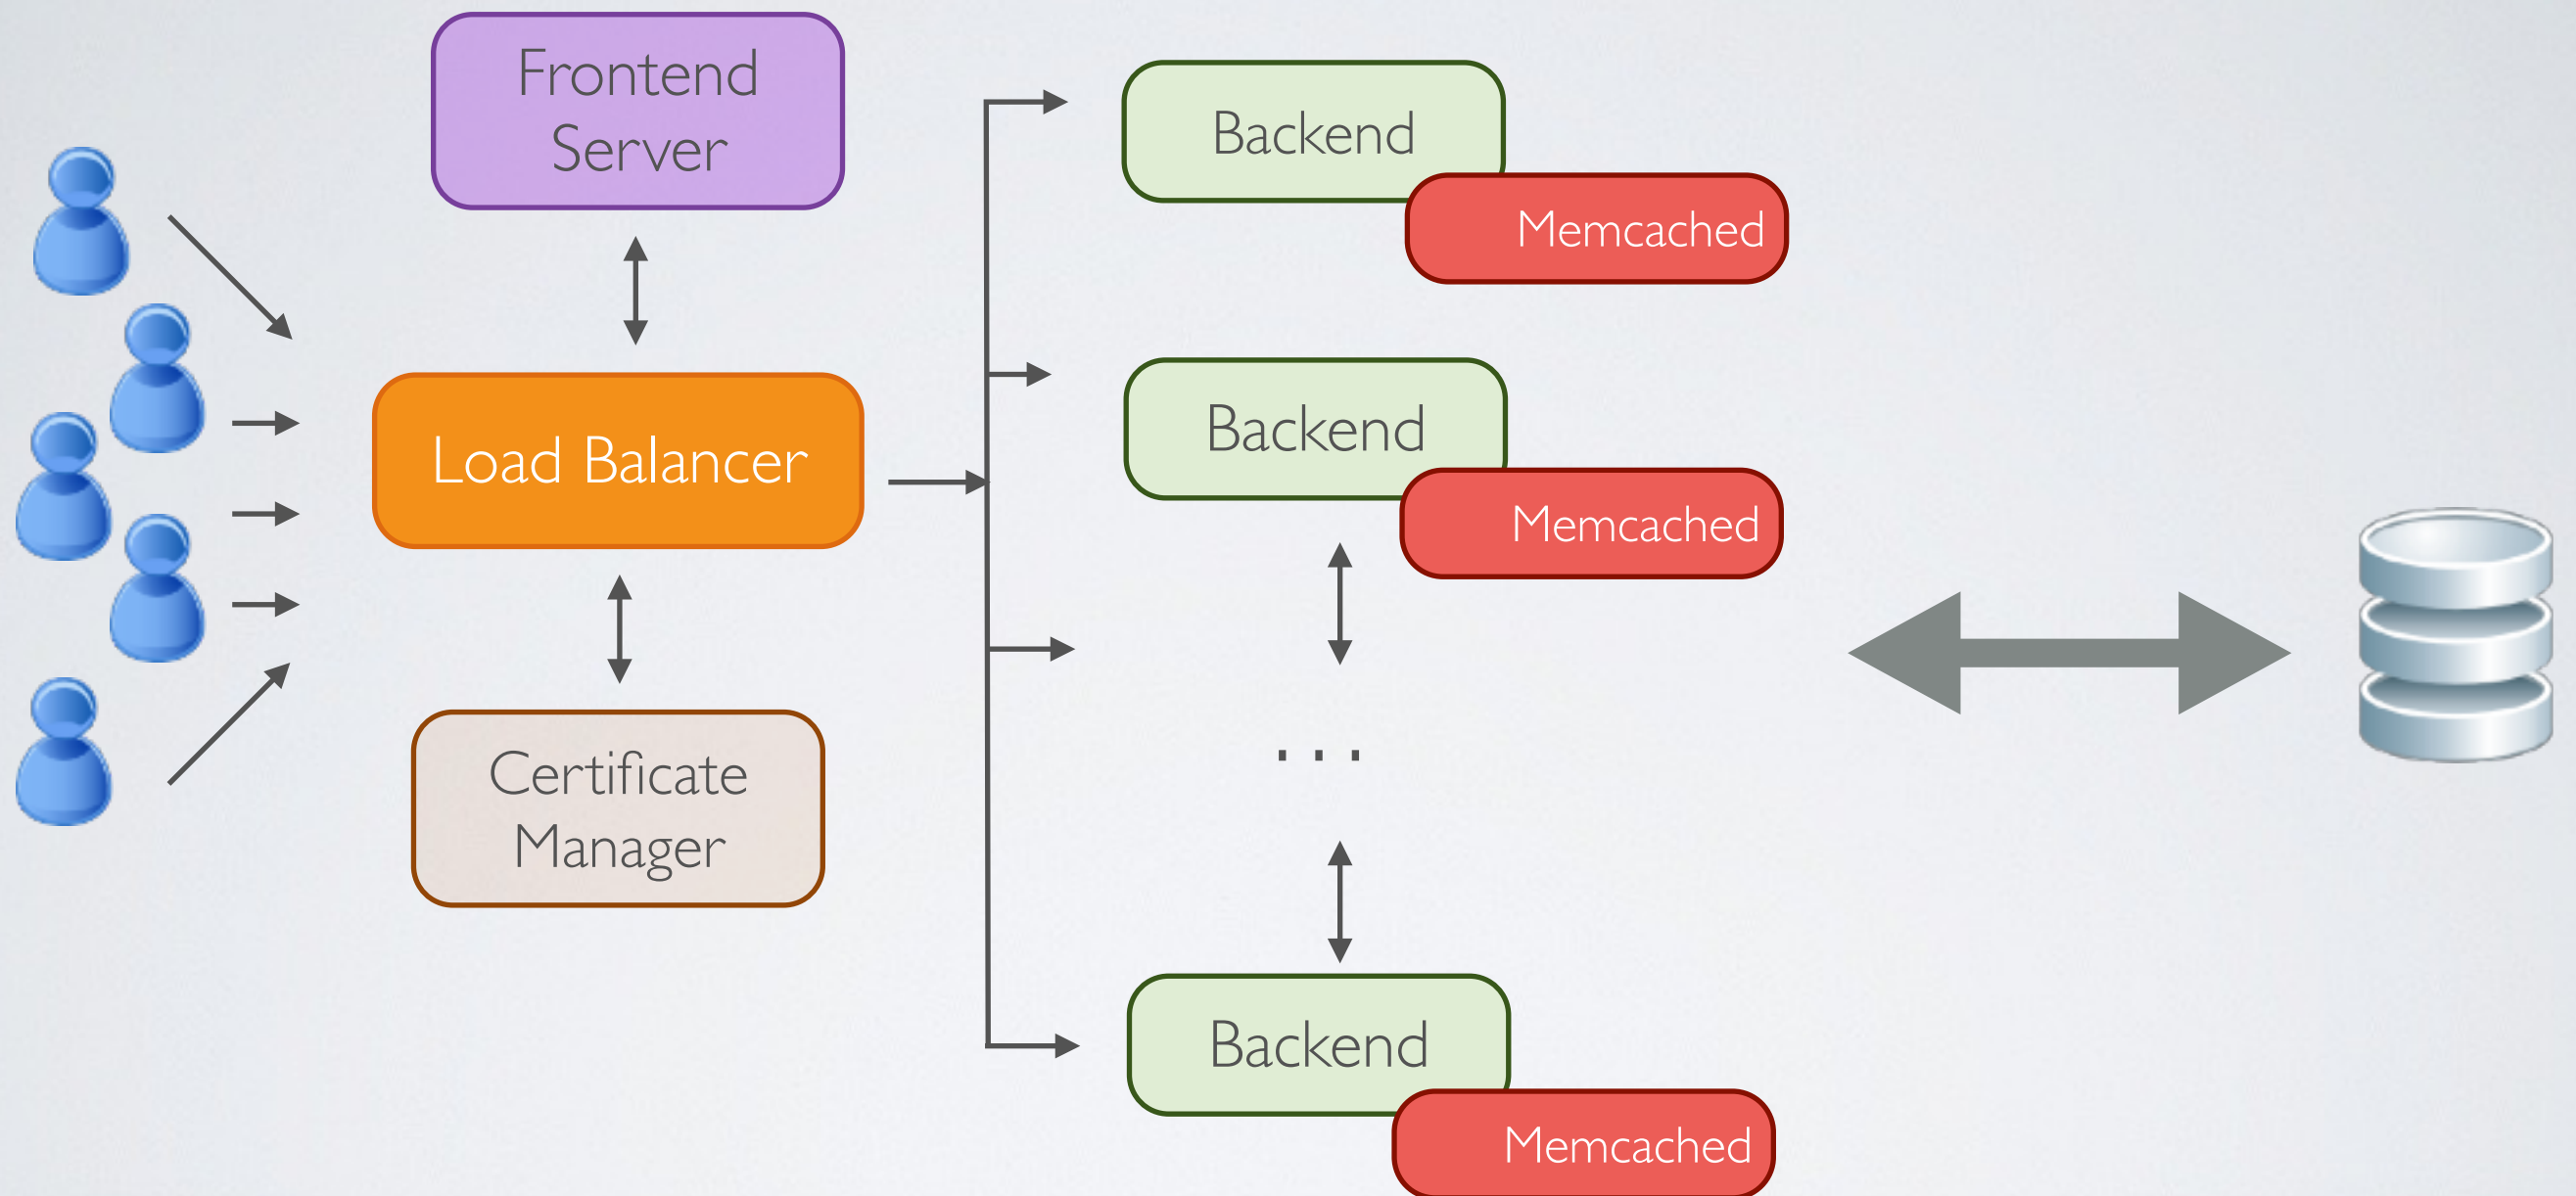 Frontend
Server
Load Balancer
Certificate
Manager
Backend
Memcached
Backend
Memcached
...
Backend
Memcached